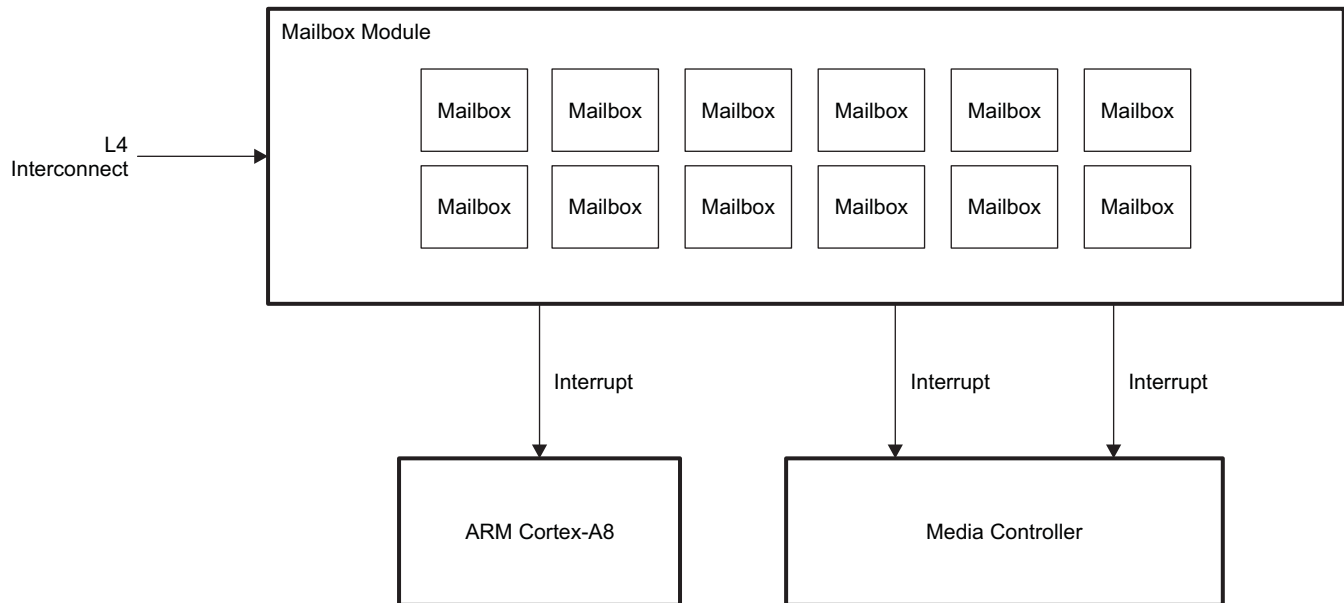 Mailbox Module
Mailbox Mailbox Mailbox Mailbox Mailbox Mailbox
L4
Interconnect
Mailbox Mailbox Mailbox Mailbox Mailbox Mailbox
Interrupt Interrupt Interrupt
ARM Cortex-A8 Media Controller